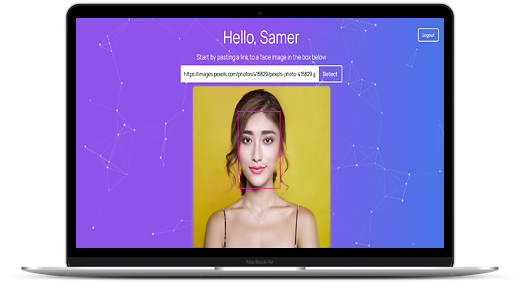 Hello, Samer
Logout
Start by pasting a link to a face image in the box below
https://images.pexels.com/photos/415829/pexels-photo-415829.j
Detect
MacBook Air